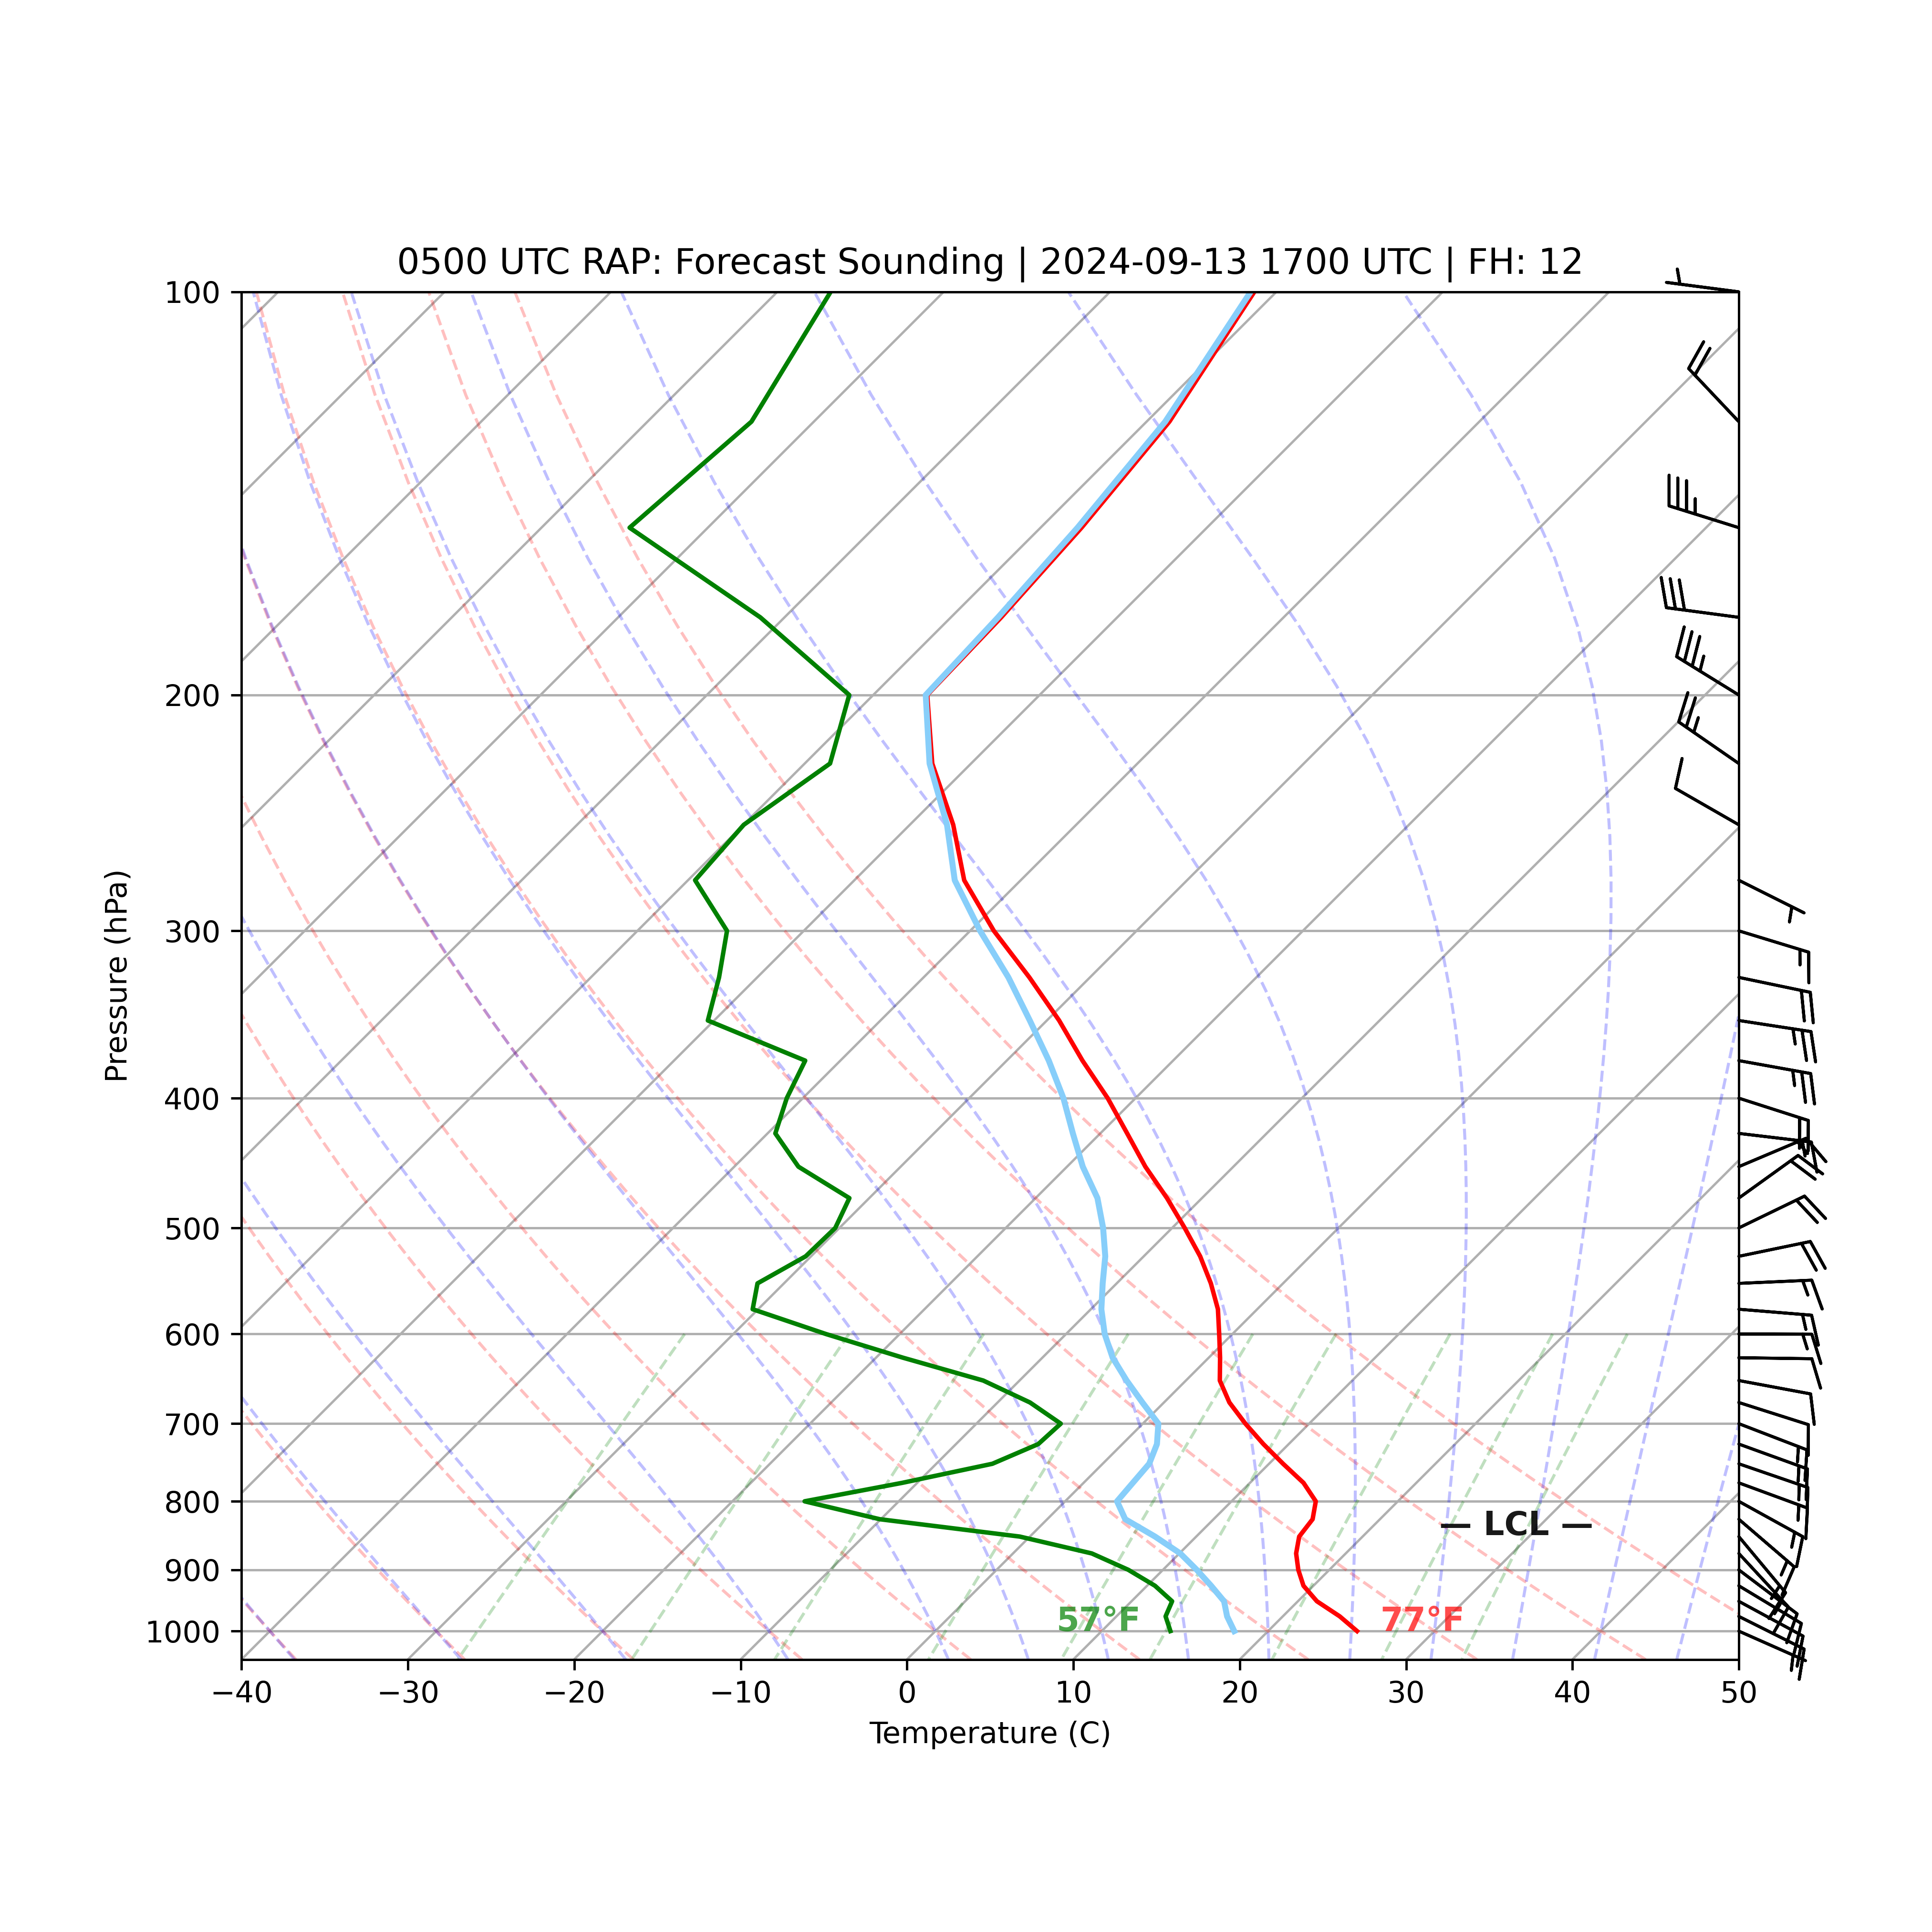 0500 UTC RAP: Forecast Sounding | 2024-09-13 1700 UTC | FH: 12
100
200
300
400
500
600
700
800
900
1000
Pressure (hPa)
— LCL —
57°F
77°F
−40 −30 −20 −10 0 10 20 30 40 50
Temperature (C)